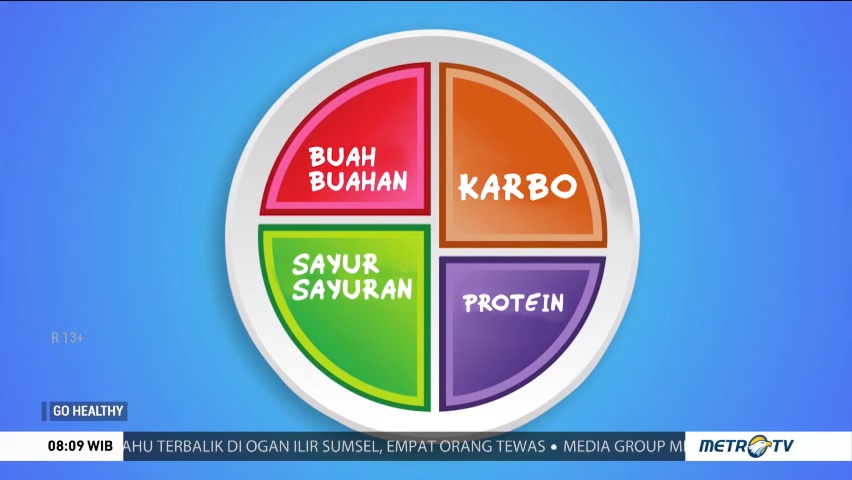 BUAH
BUAHAN
KARBO
SAYUR
SAYURAN
PROTEIN
R 13+
GO HEALTHY
08:09 WIB
AHU TERBALIK DI OGAN ILIR SUMSEL, EMPAT ORANG TEWAS • MEDIA GROUP
METRO TV